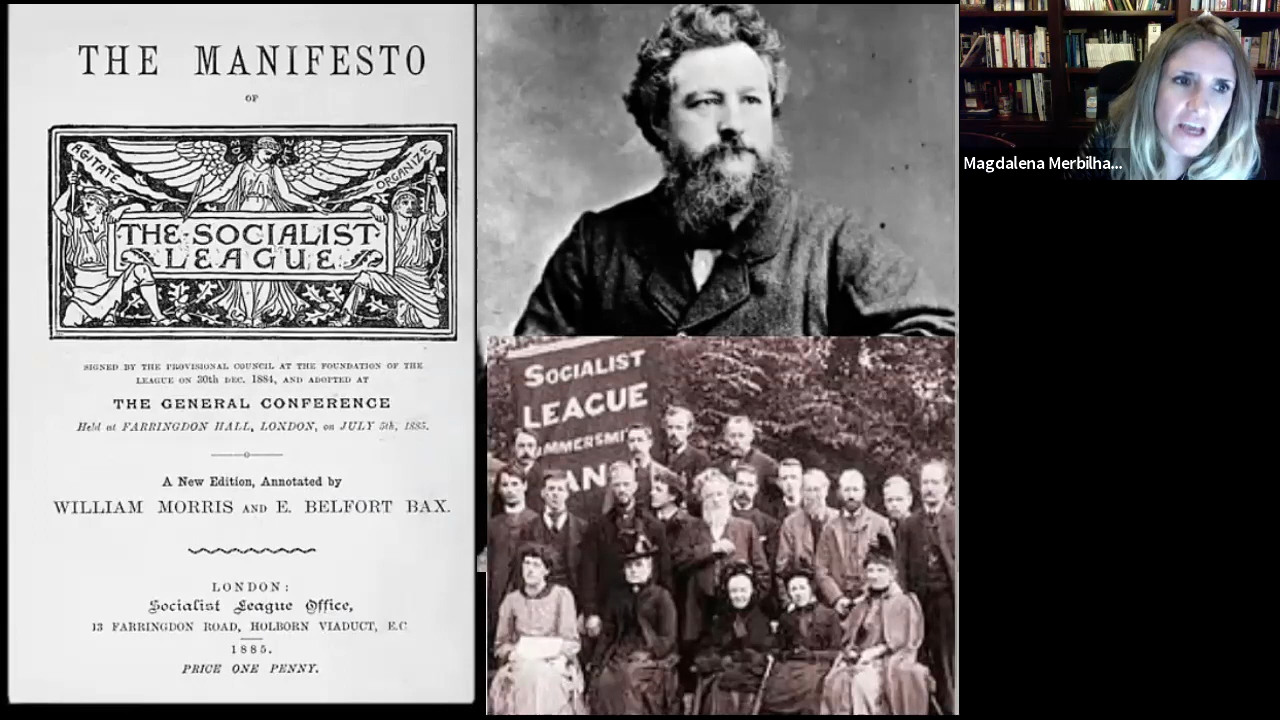 THE MANIFESTO
OF
AGITATE
ORGANIZE
THE SOCIALIST
LEAGUE
SIGNED BY THE PROVISIONAL COUNCIL AT THE FOUNDATION OF THE
LEAGUE ON 30th DEC. 1884, AND ADOPTED AT
THE GENERAL CONFERENCE
Held at FARRINGDON HALL, LONDON, on JULY 5th, 1885.
A New Edition, Annotated by
WILLIAM MORRIS AND E. BELFORT BAX.
LONDON:
Socialist League Office,
13 FARRINGDON ROAD, HOLBORN VIADUCT, E.C
1885.
PRICE ONE PENNY.
SOCIALIST
LEAGUE
Magdalena Merbilha...